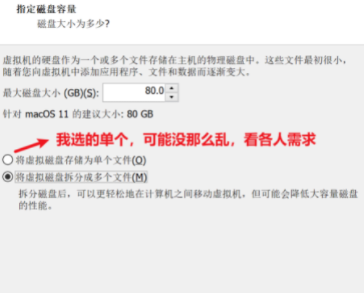 指定磁盘容量
磁盘大小为多少?
虚拟机的硬盘作为一个或多个文件存储在主机的物理磁盘中。这些文件最初很小，
随着您向虚拟机中添加应用程序、文件和数据而逐渐变大。
最大磁盘大小 (GB)(S): 80.0
针对 macOS 11 的建议大小: 80 GB
我选的单个，可能没那么乱，看各人需求
将虚拟磁盘存储为单个文件(O)
将虚拟磁盘拆分成多个文件(M)
拆分磁盘后，可以更轻松地在计算机之间移动虚拟机，但可能会降低大容量磁盘
的性能。